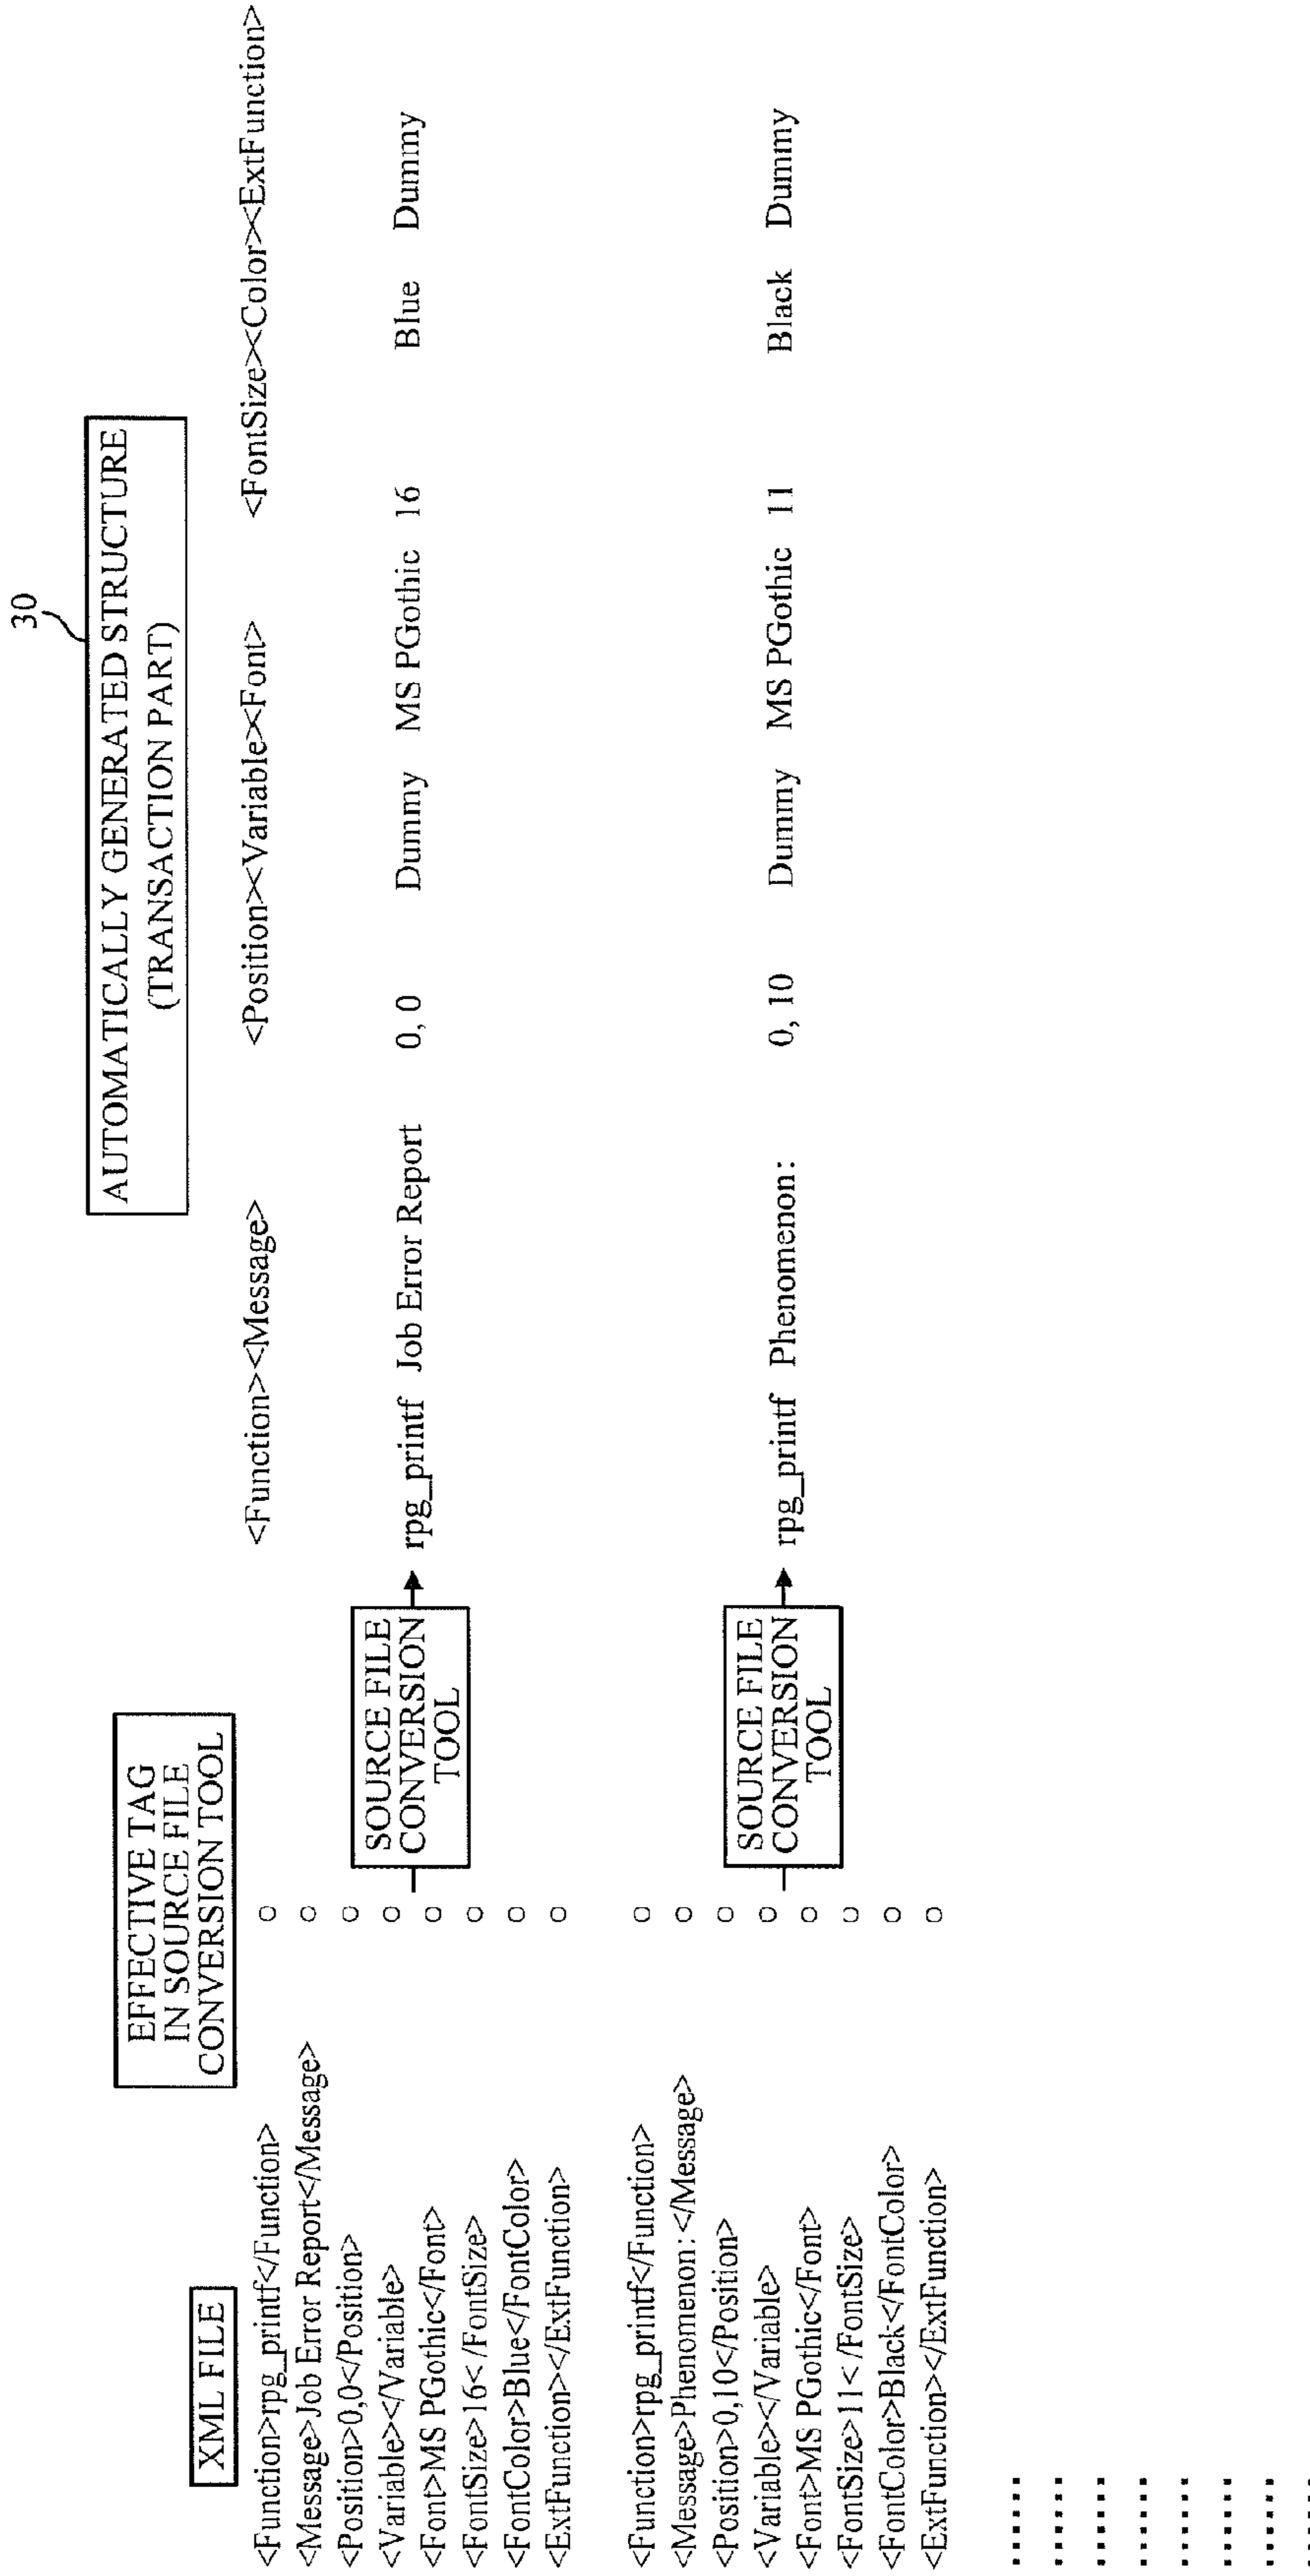 30
AUTOMATICALLY GENERATED STRUCTURE
(TRANSACTION PART)
EFFECTIVE TAG
IN SOURCE FILE
CONVERSION TOOL
XML FILE
<Function><Message> <Position><Variable><Font> <FontSize><Color><ExtFunction>
<Function>rpg_printf</Function> ○
<Message>Job Error Report</Message> ○
<Position>0,0</Position> ○
<Variable></Variable> ○
<Font>MS PGothic</Font> ○
<FontSize>16</FontSize> ○
<FontColor>Blue</FontColor> ○
<ExtFunction></ExtFunction> ○
SOURCE FILE
CONVERSION
TOOL
rpg_printf Job Error Report 0, 0 Dummy MS PGothic 16 Blue Dummy
<Function>rpg_printf</Function> ○
<Message>Phenomenon: </Message> ○
<Position>0,10</Position> ○
<Variable></Variable> ○
<Font>MS PGothic</Font> ○
<FontSize>11</FontSize> ○
<FontColor>Black</FontColor> ○
<ExtFunction></ExtFunction> ○
SOURCE FILE
CONVERSION
TOOL
rpg_printf Phenomenon: 0, 10 Dummy MS PGothic 11 Black Dummy
......
......
......
......
......
......
......
......